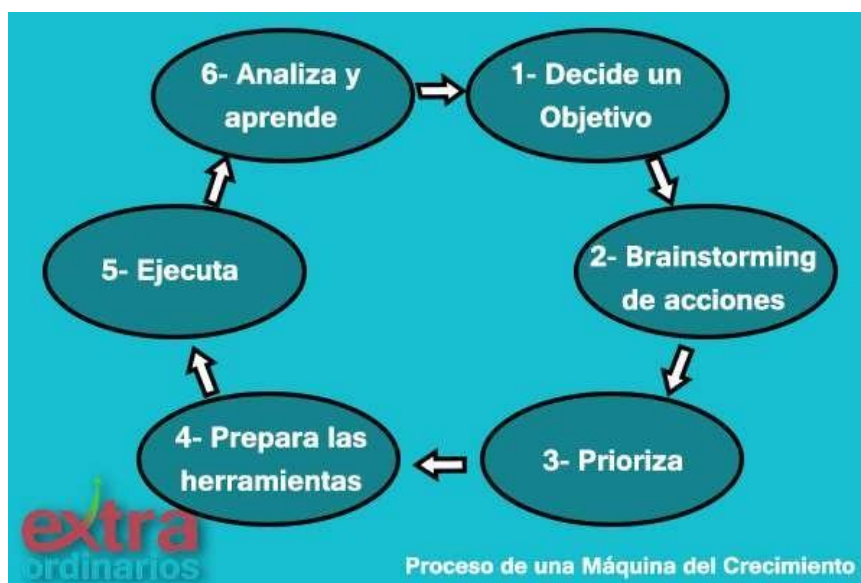 1- Decide un
Objetivo
2- Brainstorming
de acciones
3- Prioriza
4- Prepara las
herramientas
5- Ejecuta
6- Analiza y
aprende
extra
ordinarios
Proceso de una Máquina del Crecimiento